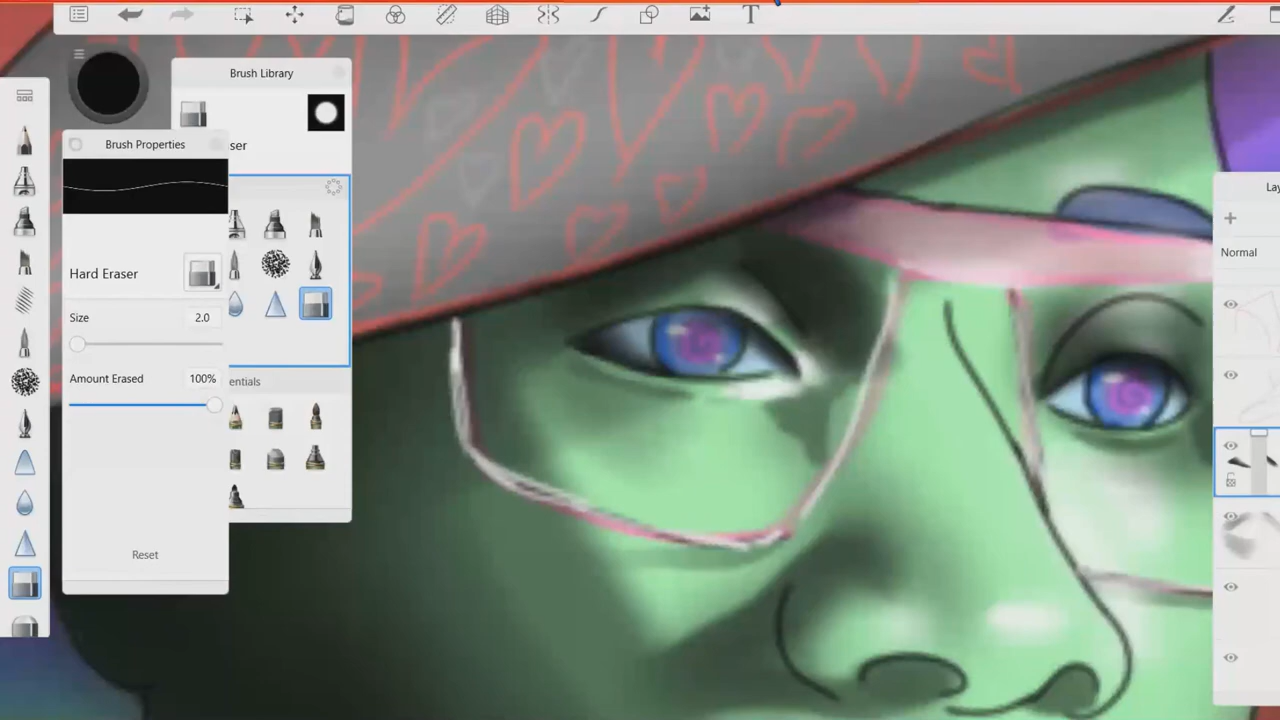 T
Brush Library
Brush Properties
ser
Hard Eraser
Size
2.0
Amount Erased
100%
entials
Reset
Lay
Normal